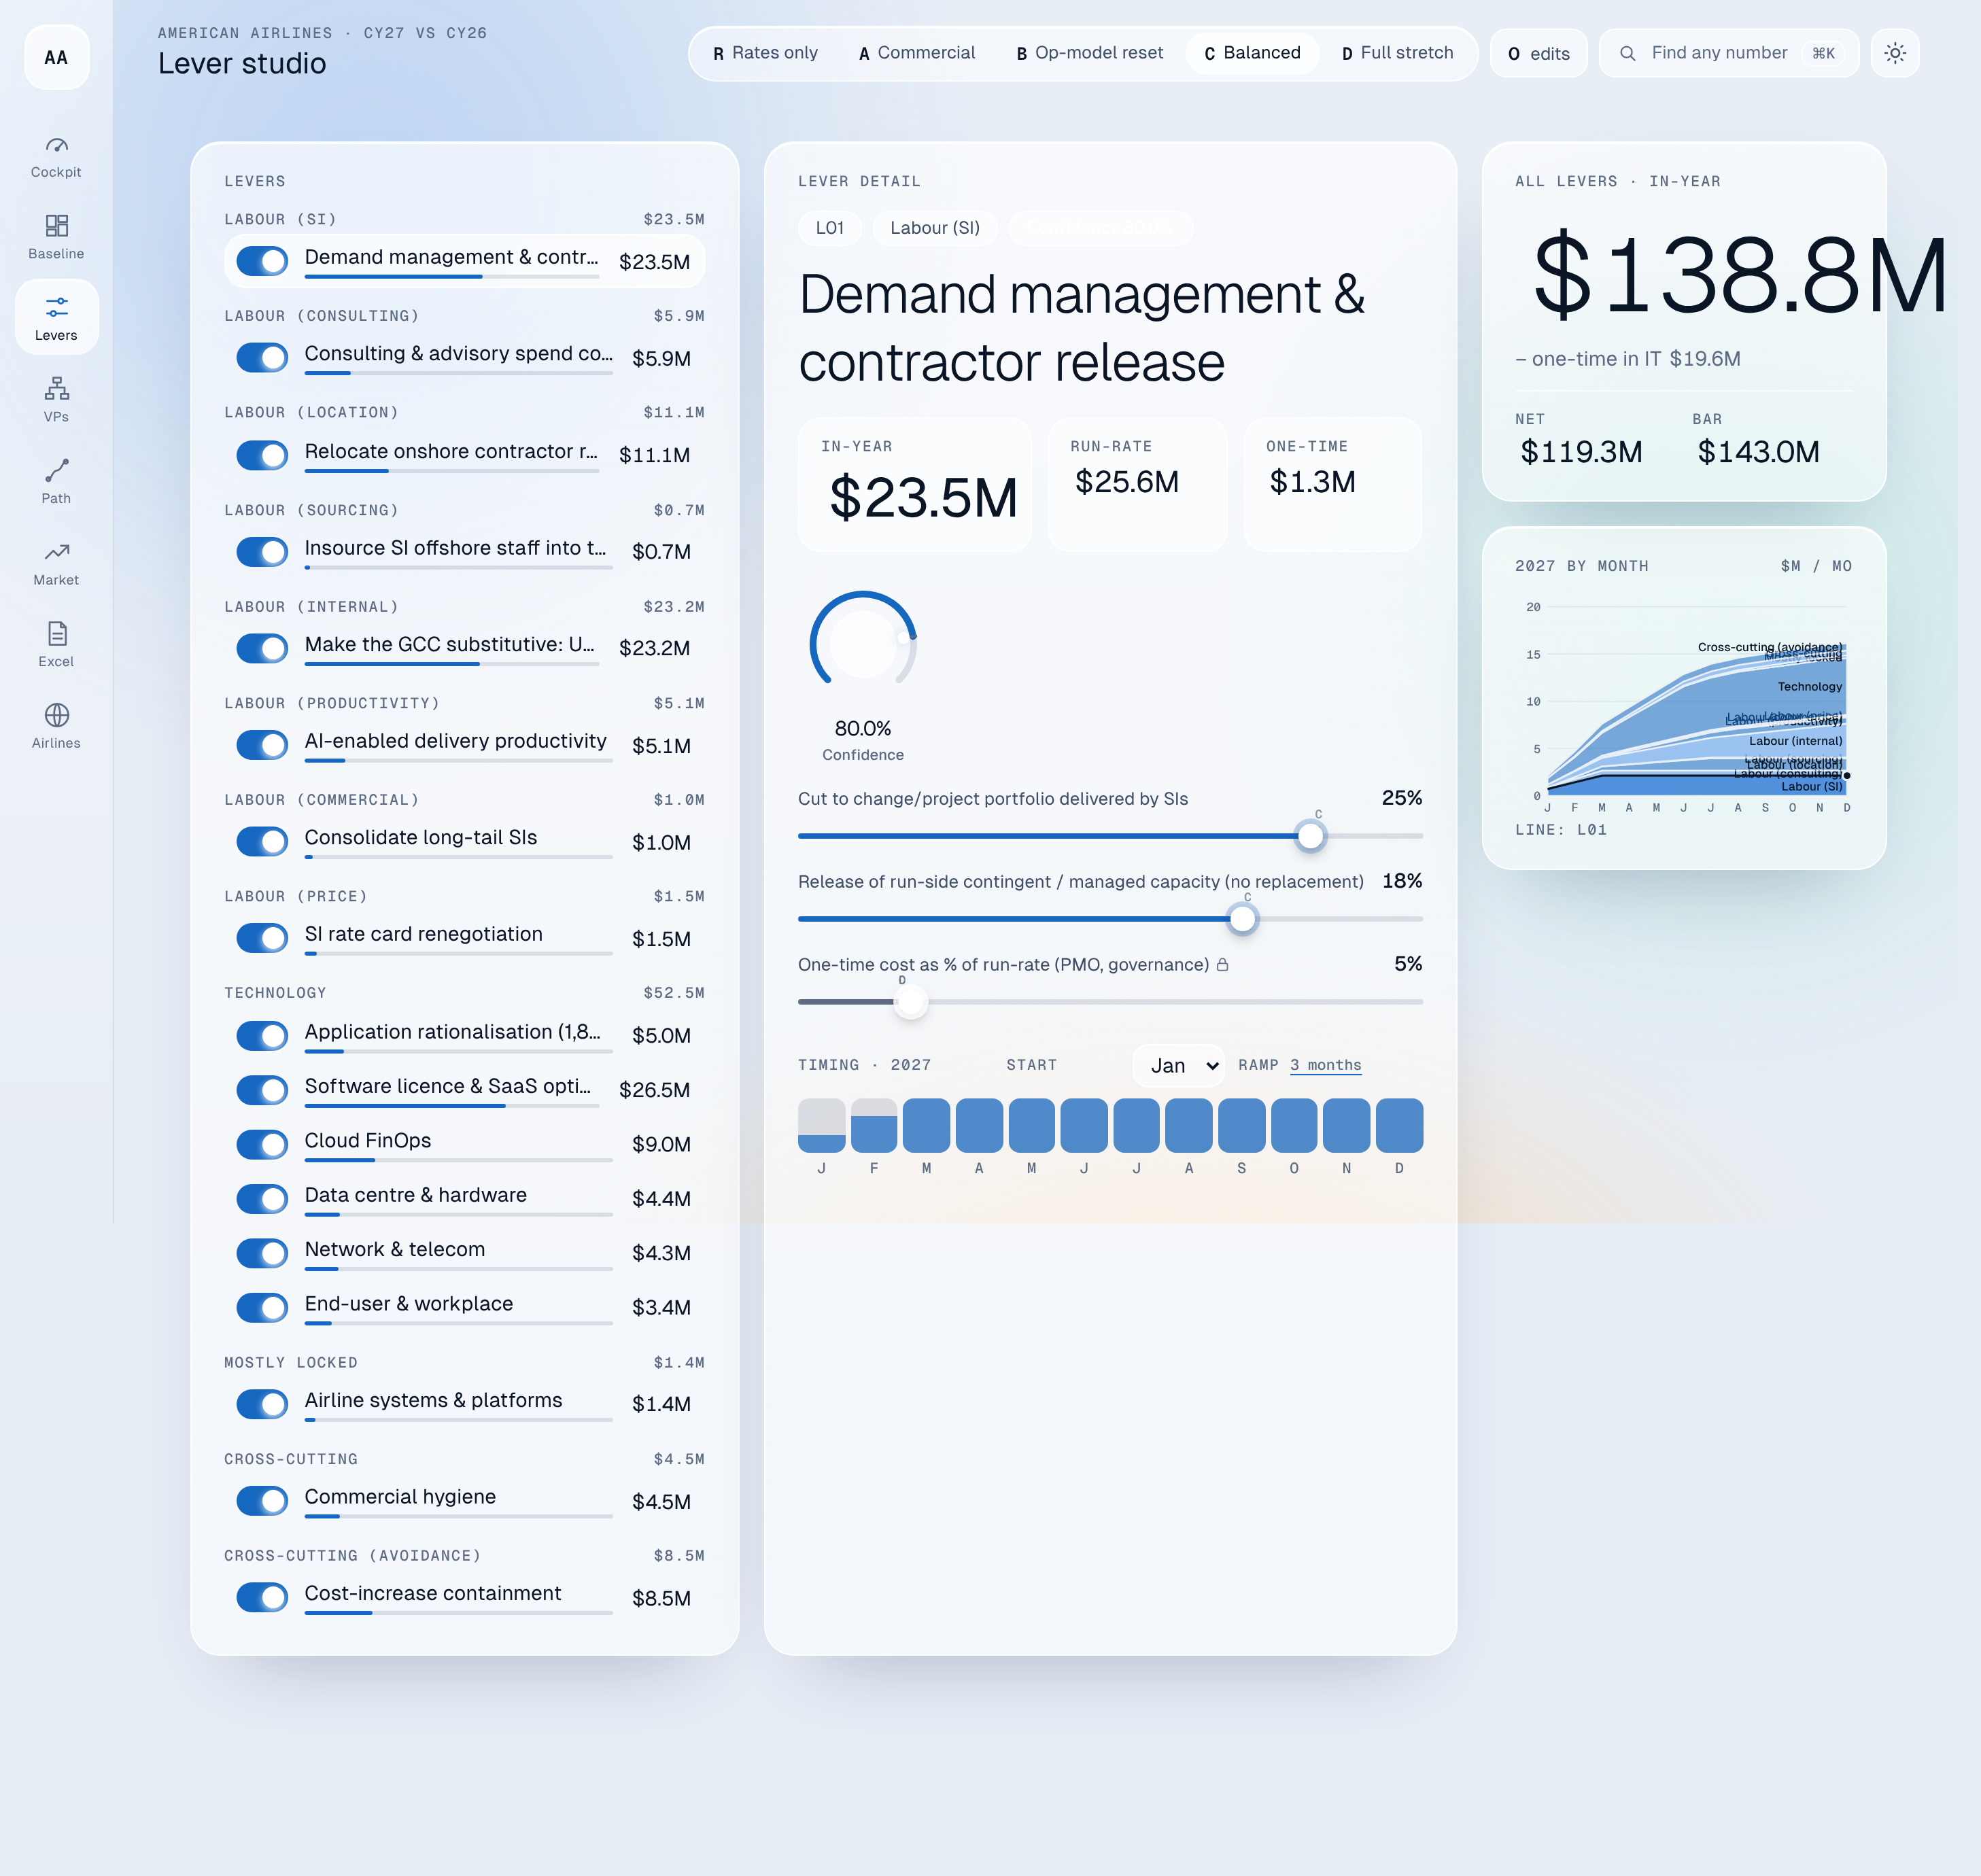 AA
AMERICAN AIRLINES · CY27 VS CY26
Lever studio
R Rates only
A Commercial
B Op-model reset
C Balanced
D Full stretch
0 edits
Find any number ⌘K
Cockpit
Baseline
Levers
VPs
Path
Market
Excel
Airlines
LEVERS
LABOUR (SI) $23.5M
Demand management & contr... $23.5M
LABOUR (CONSULTING) $5.9M
Consulting & advisory spend co... $5.9M
LABOUR (LOCATION) $11.1M
Relocate onshore contractor r... $11.1M
LABOUR (SOURCING) $0.7M
Insource SI offshore staff into t... $0.7M
LABOUR (INTERNAL) $23.2M
Make the GCC substitutive: U... $23.2M
LABOUR (PRODUCTIVITY) $5.1M
AI-enabled delivery productivity $5.1M
LABOUR (COMMERCIAL) $1.0M
Consolidate long-tail SIs $1.0M
LABOUR (PRICE) $1.5M
SI rate card renegotiation $1.5M
TECHNOLOGY $52.5M
Application rationalisation (1,8... $5.0M
Software licence & SaaS opti... $26.5M
Cloud FinOps $9.0M
Data centre & hardware $4.4M
Network & telecom $4.3M
End-user & workplace $3.4M
MOSTLY LOCKED $1.4M
Airline systems & platforms $1.4M
CROSS-CUTTING $4.5M
Commercial hygiene $4.5M
CROSS-CUTTING (AVOIDANCE) $8.5M
Cost-increase containment $8.5M
LEVER DETAIL
L01 Labour (SI)
Demand management &
contractor release
IN-YEAR
$23.5M
RUN-RATE
$25.6M
ONE-TIME
$1.3M
80.0%
Confidence
Cut to change/project portfolio delivered by SIs 25%
C
Release of run-side contingent / managed capacity (no replacement) 18%
C
One-time cost as % of run-rate (PMO, governance) 5%
D
TIMING · 2027 START Jan RAMP 3 months
J F M A M J J A S O N D
ALL LEVERS · IN-YEAR
$138.8M
– one-time in IT $19.6M
NET BAR
$119.3M $143.0M
2027 BY MONTH $M / MO
20
15
10
5
0
Cross-cutting (avoidance)
Technology
Labour (internal)
Labour (location)
Labour (consulting)
Labour (SI)
J F M A M J J A S O N D
LINE: L01